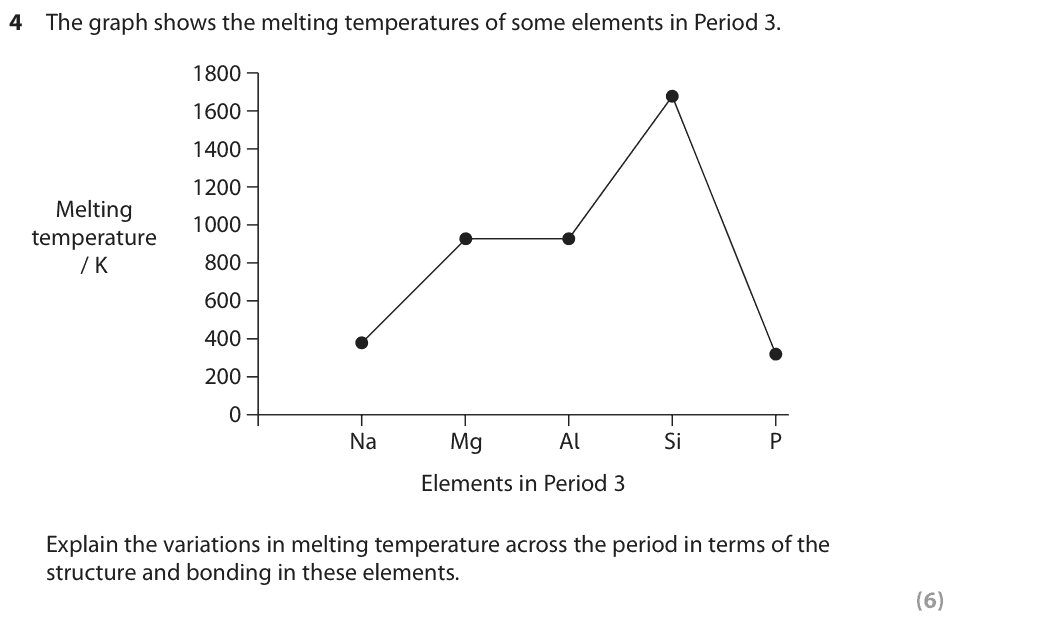 4 The graph shows the melting temperatures of some elements in Period 3.
1800
1600
1400
1200
1000
800
600
400
200
0
Melting
temperature
/ K
Na Mg Al Si P
Elements in Period 3
Explain the variations in melting temperature across the period in terms of the
structure and bonding in these elements.
(6)